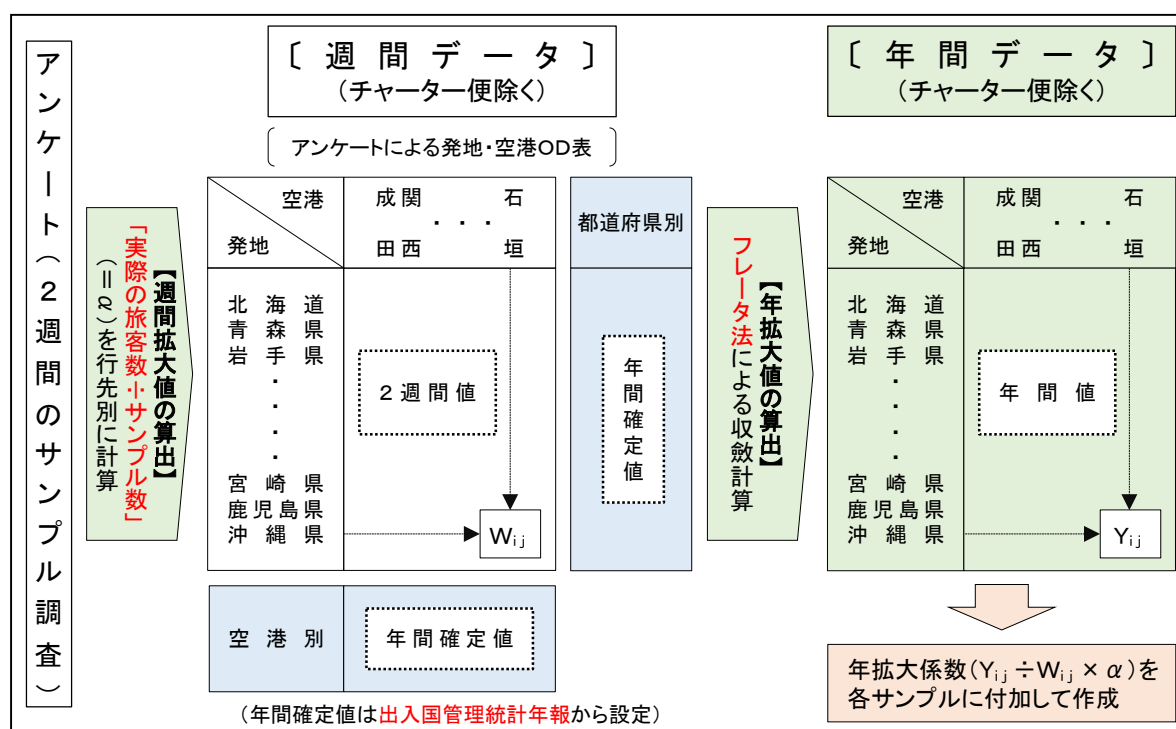 アンケート(2週間のサンプル調査)
【週間拡大値の算出】
「実際の旅客数÷サンプル数」
(=α)を行先別に計算
〔週間データ〕
(チャーター便除く)
アンケートによる発地・空港OD表
空港
発地
成関 石
・・・
田西 垣
北海道
青森県
岩手県
・
・
・
・
宮崎県
鹿児島県
沖縄県
2週間値
Wij
都道府県別
年間確定値
空港別
年間確定値
(年間確定値は出入国管理統計年報から設定)
【年拡大値の算出】
フレータ法による収斂計算
〔年間データ〕
(チャーター便除く)
空港
発地
成関 石
・・・
田西 垣
北海道
青森県
岩手県
・
・
・
・
宮崎県
鹿児島県
沖縄県
年間値
Yij
年拡大係数(Yij÷Wij×α)を
各サンプルに付加して作成